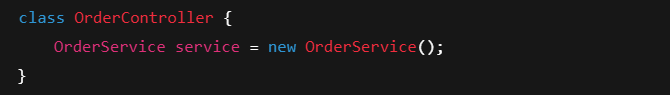 class OrderController {
    OrderService service = new OrderService();
}